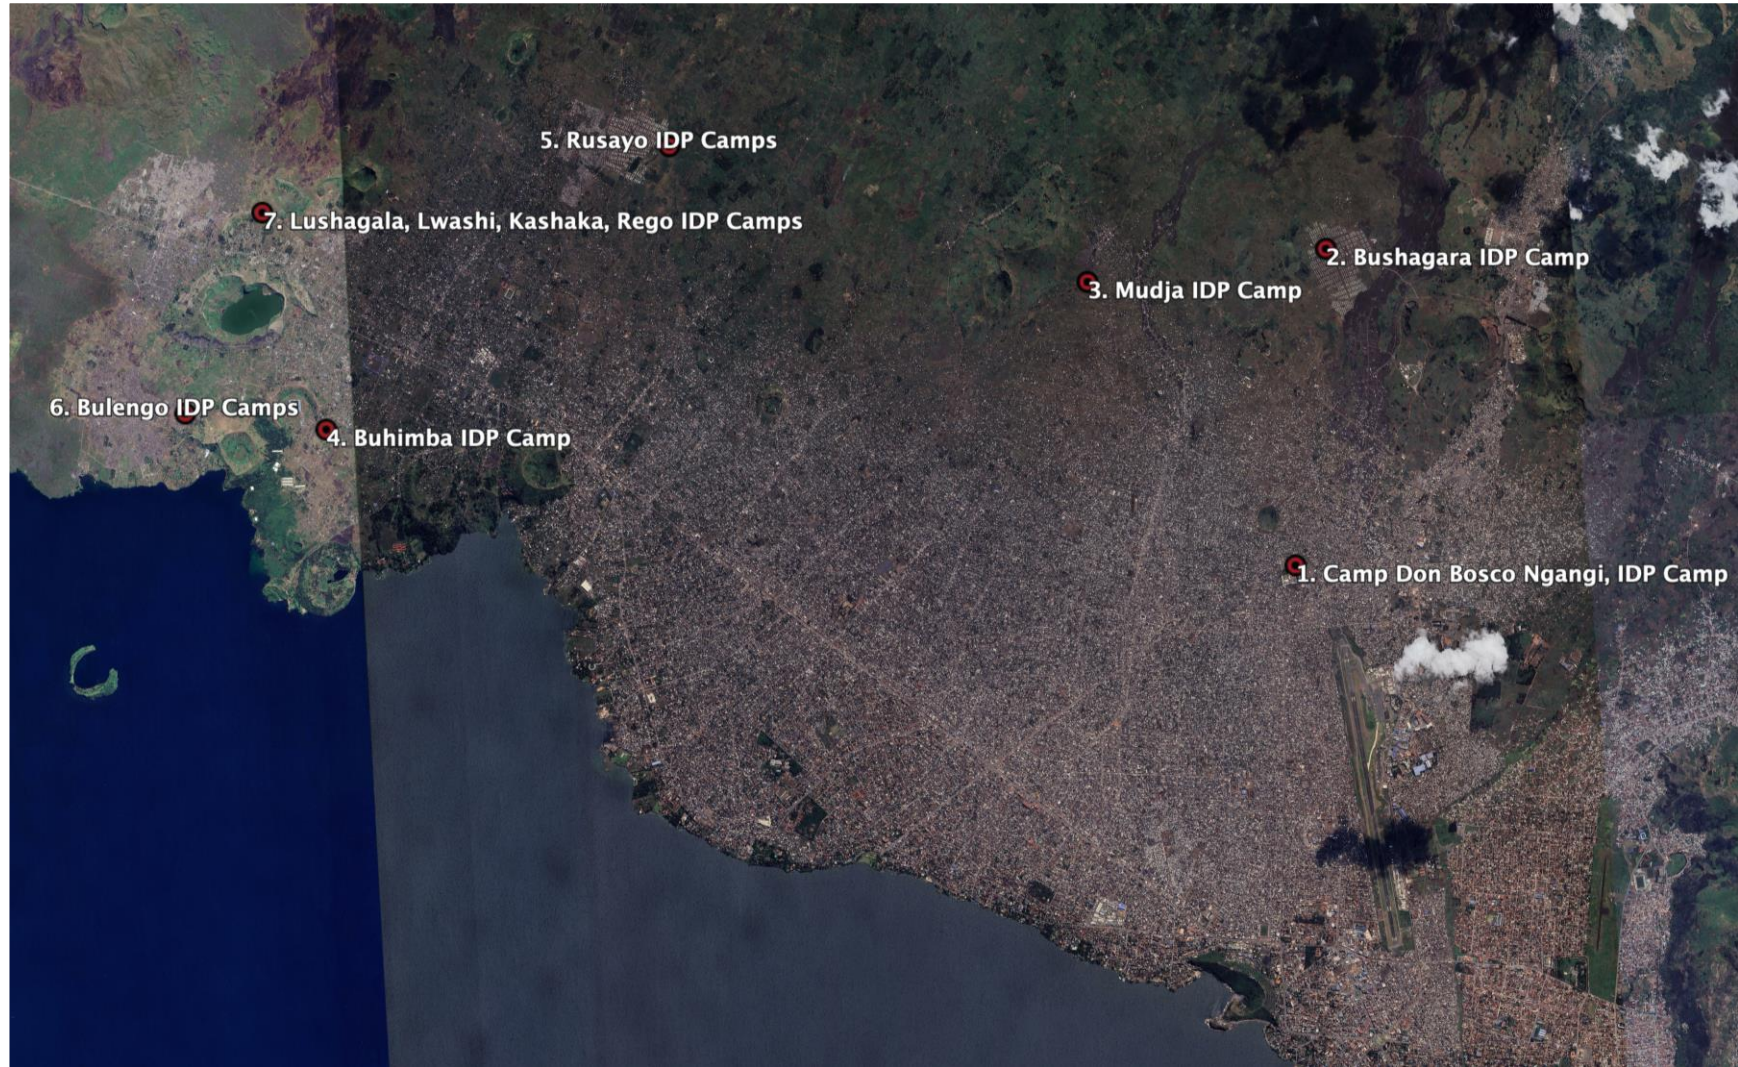 5. Rusayo IDP Camps
7. Lushagala, Lwashi, Kashaka, Rego IDP Camps
2. Bushagara IDP Camp
3. Mudja IDP Camp
6. Bulengo IDP Camps
4. Buhimba IDP Camp
1. Camp Don Bosco Ngangi, IDP Camp